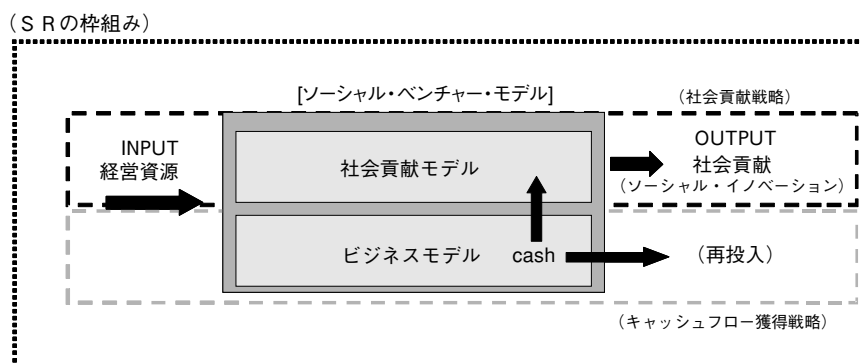 （ＳＲの枠組み）
[ソーシャル・ベンチャー・モデル]
（社会貢献戦略）
INPUT
経営資源
社会貢献モデル
OUTPUT
社会貢献
（ソーシャル・イノベーション）
ビジネスモデル cash
（再投入）
（キャッシュフロー獲得戦略）